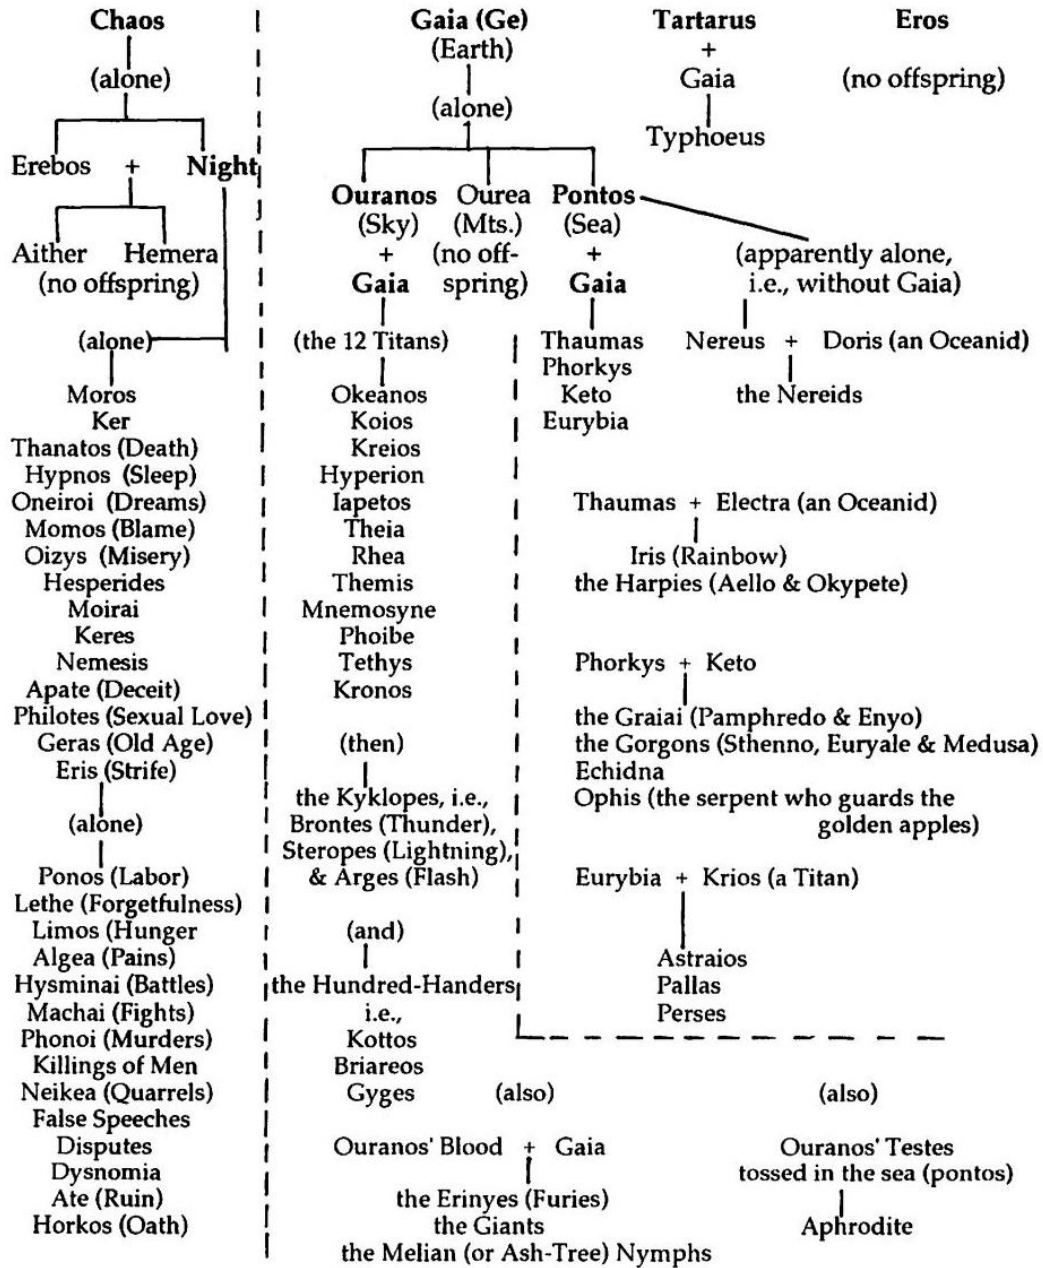 Chaos
(alone)
Erebos + Night
Aither Hemera
(no offspring)
(alone)
Moros
Ker
Thanatos (Death)
Hypnos (Sleep)
Oneiroi (Dreams)
Momos (Blame)
Oizys (Misery)
Hesperides
Moirai
Keres
Nemesis
Apate (Deceit)
Philotes (Sexual Love)
Geras (Old Age)
Eris (Strife)
(alone)
Ponos (Labor)
Lethe (Forgetfulness)
Limos (Hunger
Algea (Pains)
Hysminai (Battles)
Machai (Fights)
Phonoi (Murders)
Killings of Men
Neikea (Quarrels)
False Speeches
Disputes
Dysnomia
Ate (Ruin)
Horkos (Oath)
Gaia (Ge)
(Earth)
(alone)
Ouranos Ourea Pontos
(Sky) (Mts.) (Sea)
+ (no off- +
Gaia spring) Gaia
(the 12 Titans)
Okeanos
Koios
Kreios
Hyperion
Iapetos
Theia
Rhea
Themis
Mnemosyne
Phoibe
Tethys
Kronos
(then)
the Kyklopes, i.e.,
Brontes (Thunder),
Steropes (Lightning),
& Arges (Flash)
(and)
the Hundred-Handers
i.e.,
Kottos
Briareos
Gyges
(also)
Ouranos' Blood + Gaia
the Erinyes (Furies)
the Giants
the Melian (or Ash-Tree) Nymphs
Tartarus
+
Gaia
Typhoeus
Eros
(no offspring)
(apparently alone,
i.e., without Gaia)
Thaumas
Phorkys
Keto
Eurybia
Nereus + Doris (an Oceanid)
the Nereids
Thaumas + Electra (an Oceanid)
Iris (Rainbow)
the Harpies (Aello & Okypete)
Phorkys + Keto
the Graiai (Pamphredo & Enyo)
the Gorgons (Sthenno, Euryale & Medusa)
Echidna
Ophis (the serpent who guards the
golden apples)
Eurybia + Krios (a Titan)
Astraios
Pallas
Perses
(also)
Ouranos' Testes
tossed in the sea (pontos)
Aphrodite